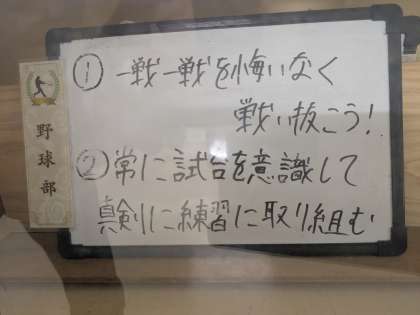 野球部
① 一戦一戦を悔いなく
戦い抜こう!
② 常に試合を意識して
真剣に練習に取り組む